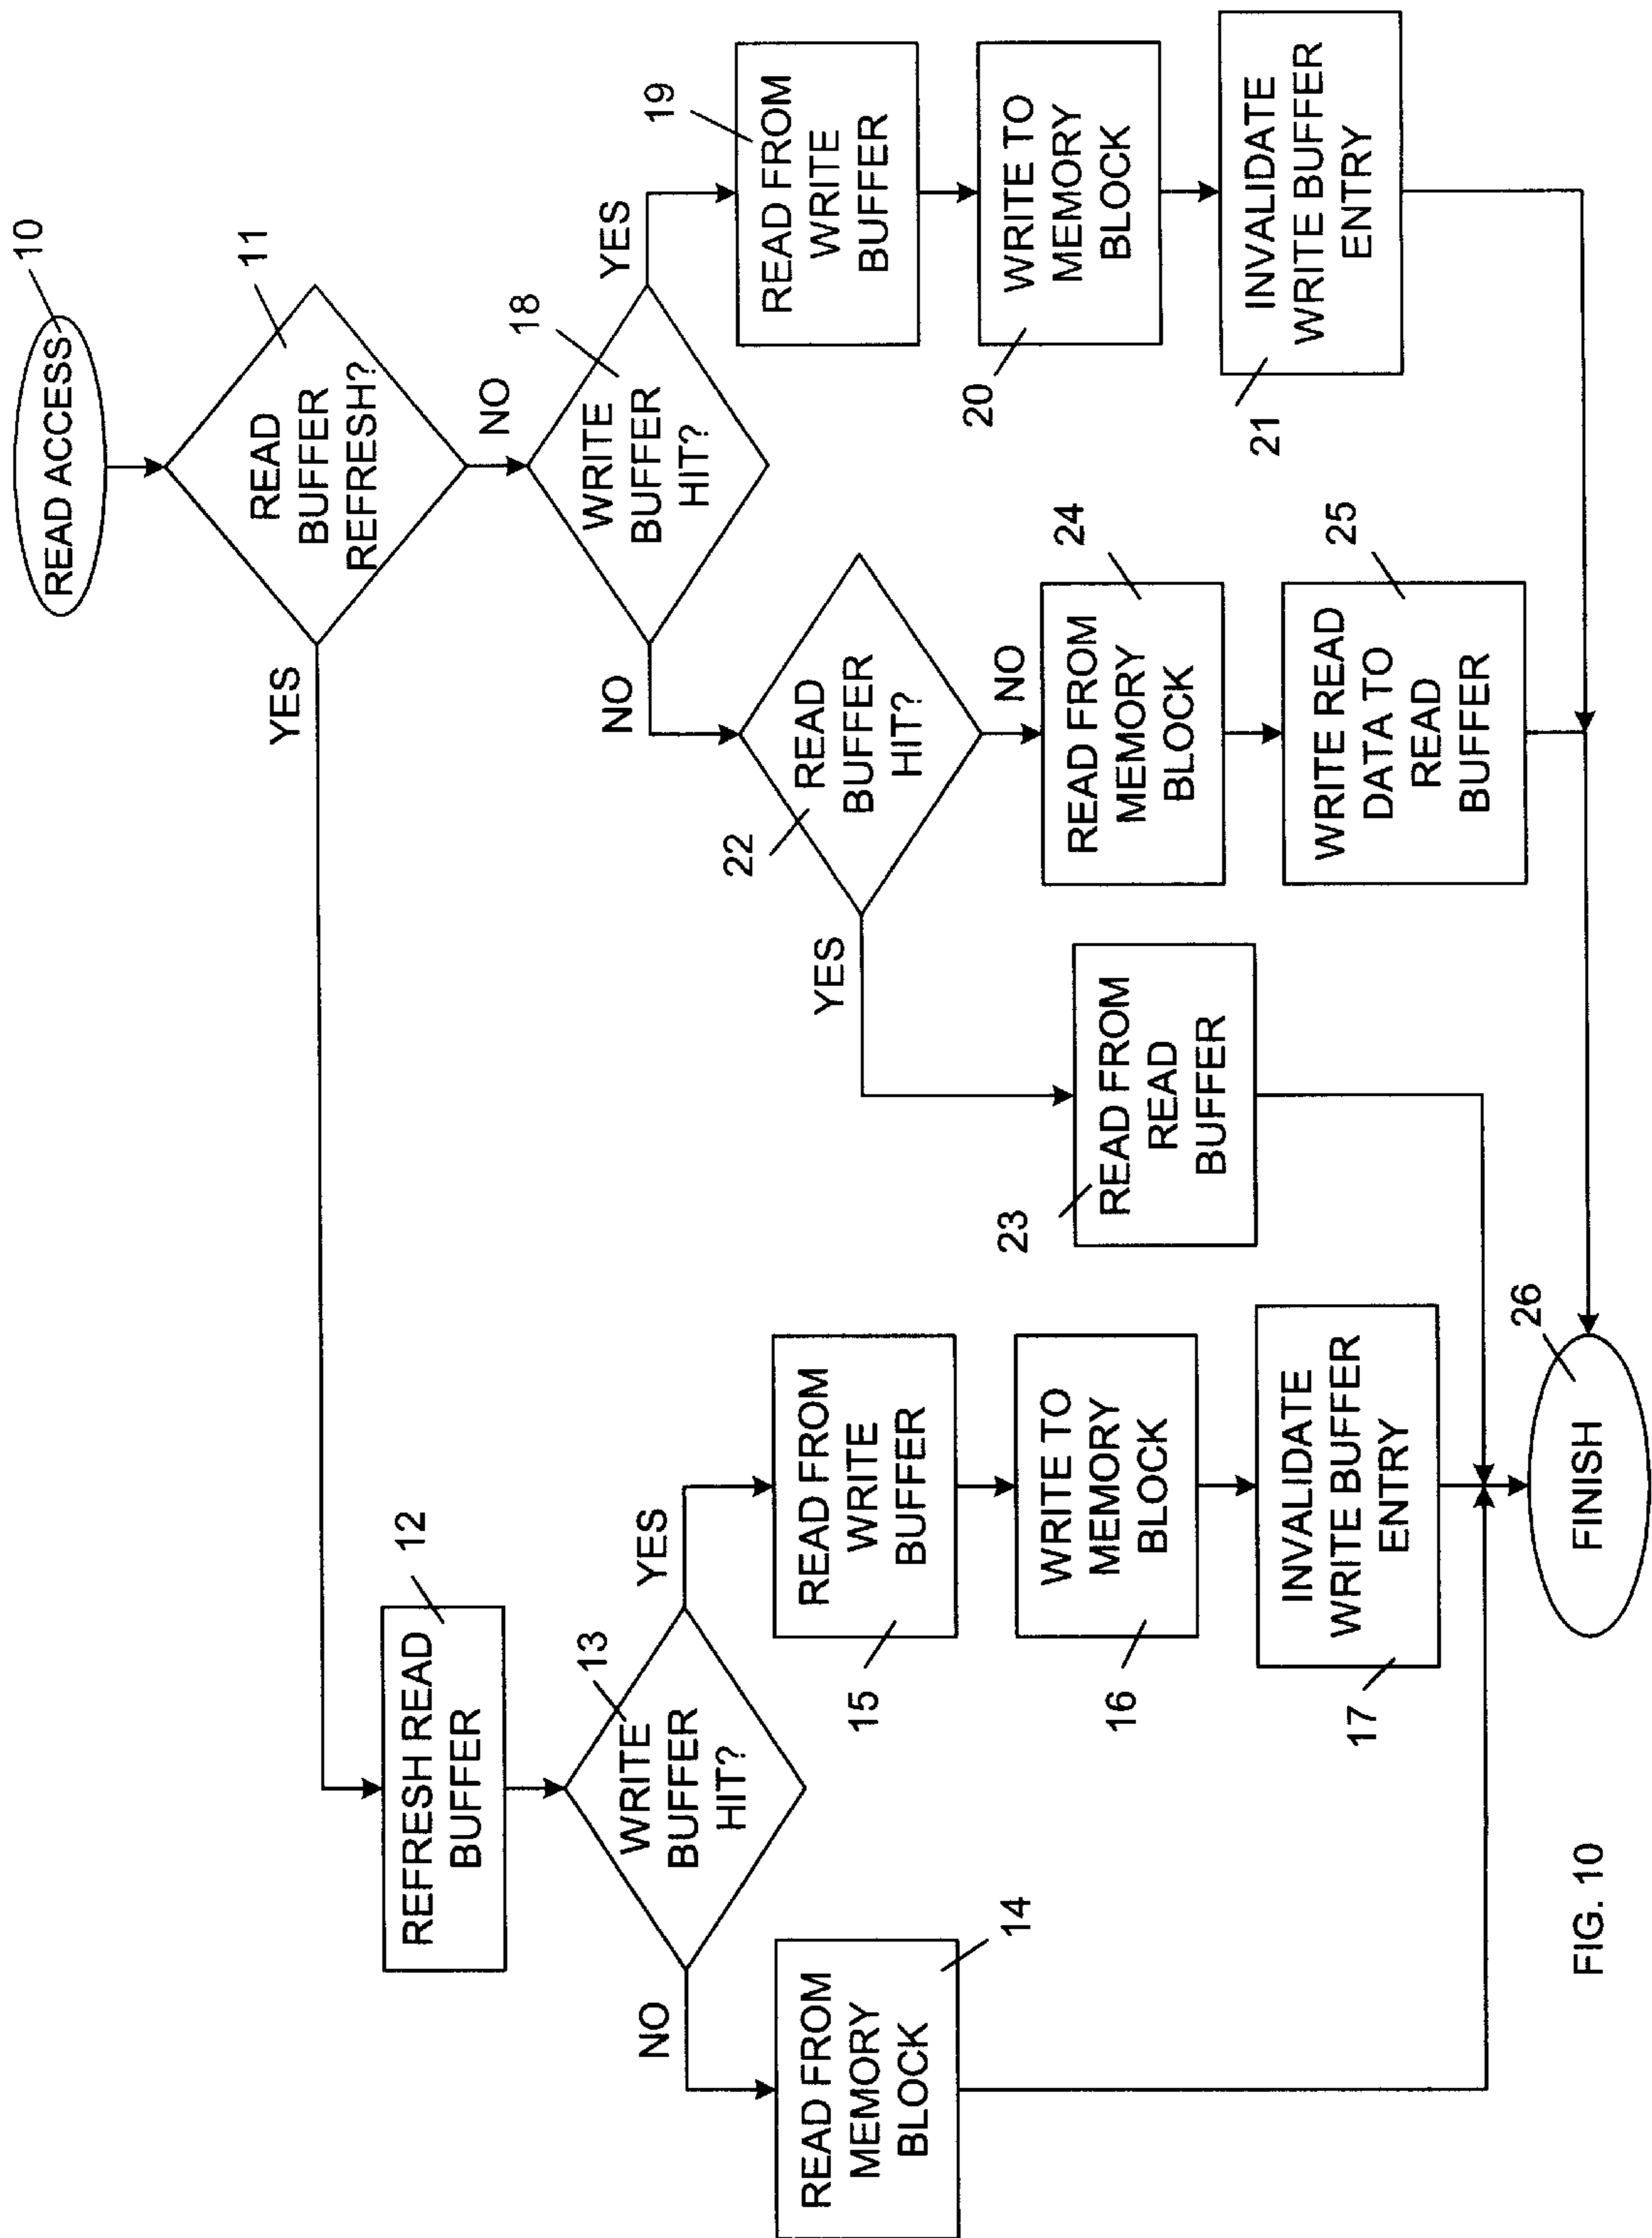 READ ACCESS
10
READ
BUFFER
REFRESH?
11
YES
NO
REFRESH READ
BUFFER
12
WRITE
BUFFER
HIT?
13
NO
YES
READ FROM
MEMORY
BLOCK
14
READ FROM
WRITE
BUFFER
15
WRITE TO
MEMORY
BLOCK
16
INVALIDATE
WRITE BUFFER
ENTRY
17
WRITE
BUFFER
HIT?
18
NO
YES
READ FROM
WRITE
BUFFER
19
WRITE TO
MEMORY
BLOCK
20
INVALIDATE
WRITE BUFFER
ENTRY
21
READ
BUFFER
HIT?
22
YES
NO
READ FROM
READ
BUFFER
23
READ FROM
MEMORY
BLOCK
24
WRITE READ
DATA TO
READ
BUFFER
25
FINISH
26
FIG. 10